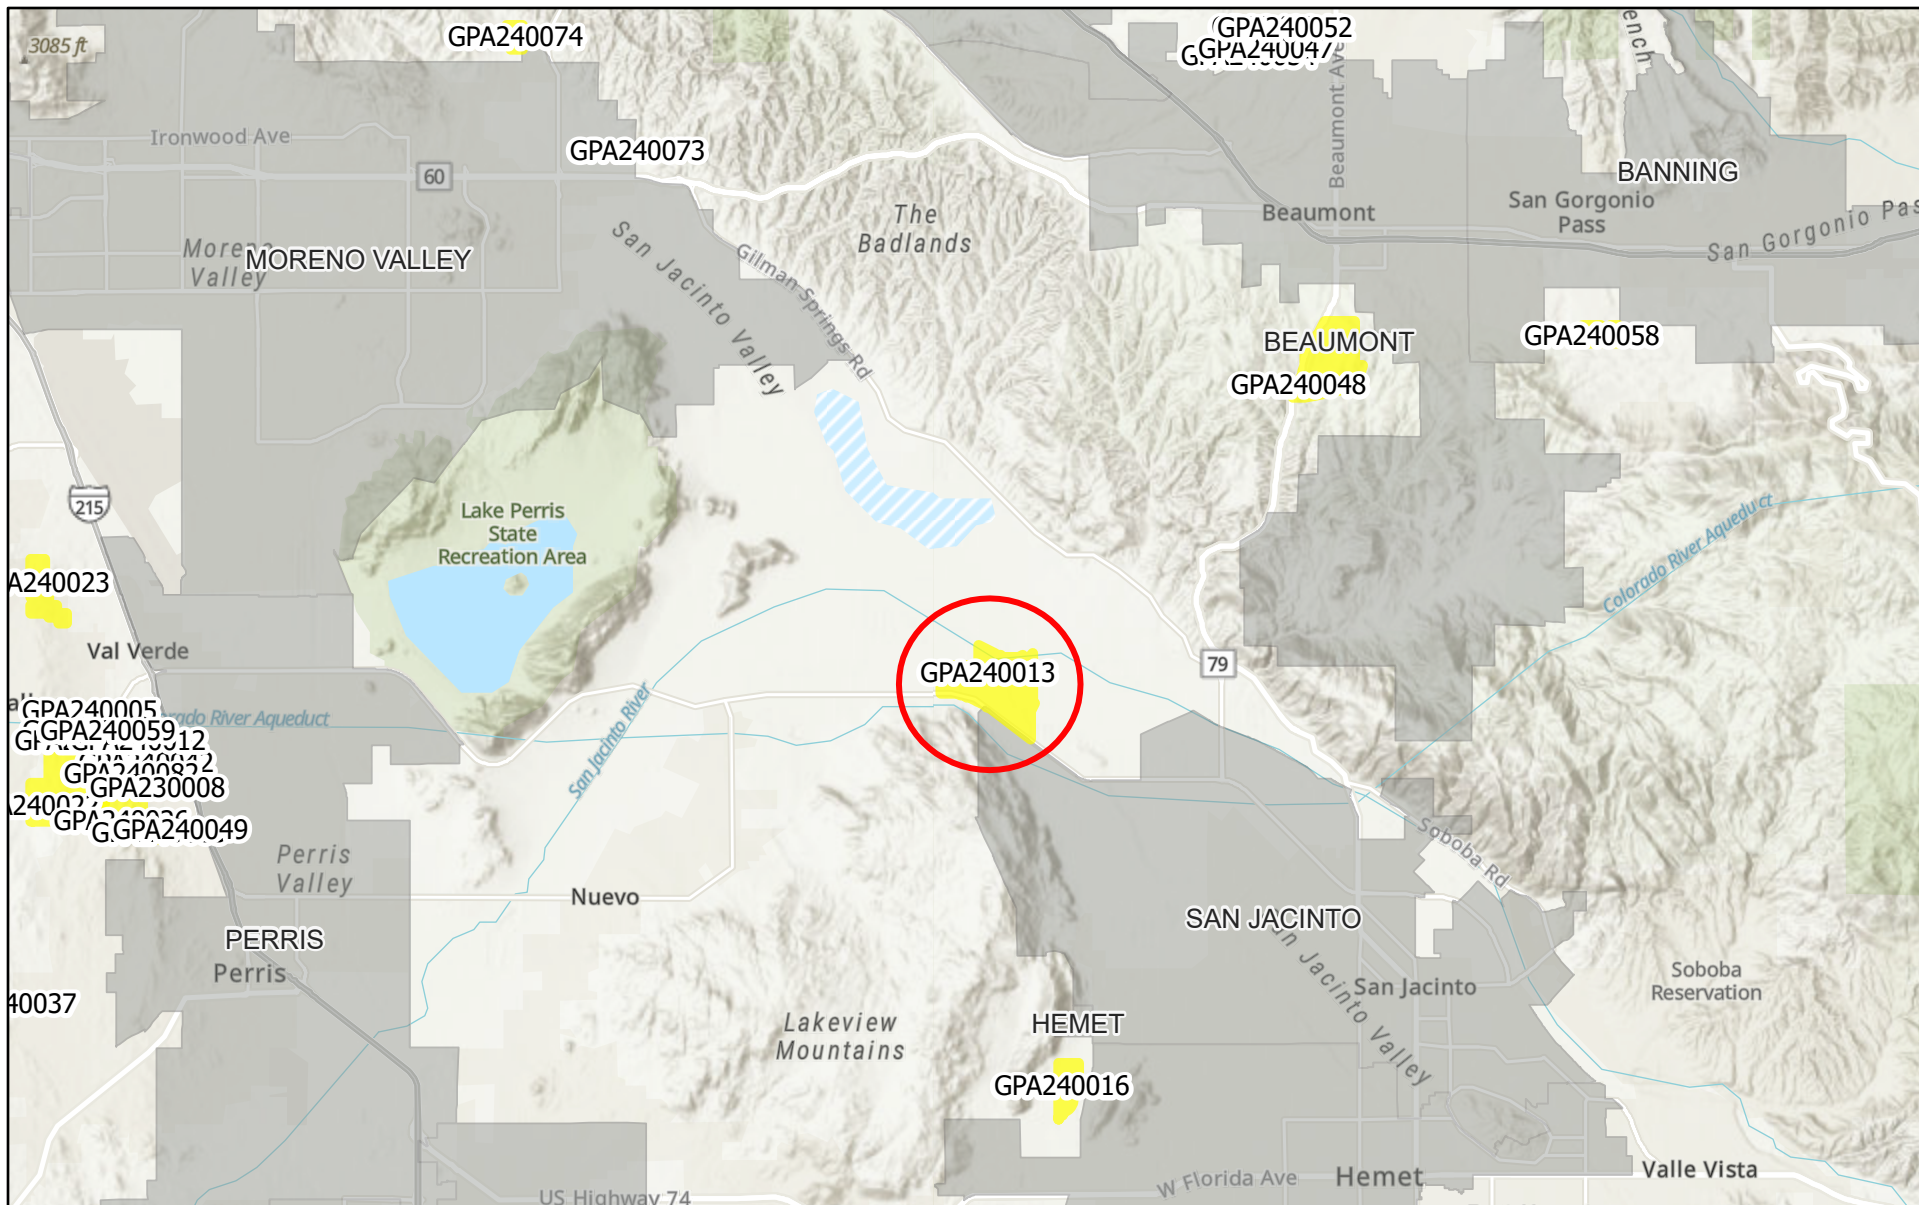 GPA240052
GPA240047
3085 ft
GPA240074
Beaumont Ave
Ironwood Ave
GPA240073
60
BANNING
The
Badlands
Beaumont
San Gorgonio
Pass
San Gorgonio Pas
Moreno
Valley
MORENO VALLEY
San Jacinto Valley
Gilman Springs Rd
BEAUMONT
GPA240058
GPA240048
215
Lake Perris
State
Recreation Area
Colorado River Aqueduct
A240023
Val Verde
GPA240013
79
GPA240005
rado River Aqueduct
GPA240059
San Jacinto River
GPA240082
GPA230008
GPA240049
Soboba Rd
Perris
Valley
Nuevo
SAN JACINTO
PERRIS
Perris
San Jacinto Valley
San Jacinto
Soboba
Reservation
40037
Lakeview
Mountains
HEMET
GPA240016
Valle Vista
W Florida Ave
Hemet
US Highway 74